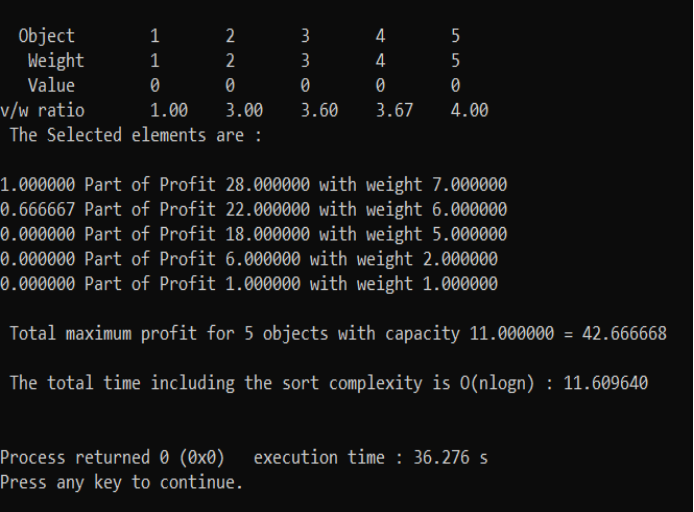 Object 1 2 3 4 5
Weight 1 2 3 4 5
Value 0 0 0 0 0
v/w ratio 1.00 3.00 3.60 3.67 4.00
The Selected elements are :
1.000000 Part of Profit 28.000000 with weight 7.000000
0.666667 Part of Profit 22.000000 with weight 6.000000
0.000000 Part of Profit 18.000000 with weight 5.000000
0.000000 Part of Profit 6.000000 with weight 2.000000
0.000000 Part of Profit 1.000000 with weight 1.000000
Total maximum profit for 5 objects with capacity 11.000000 = 42.666668
The total time including the sort complexity is O(nlogn) : 11.609640
Process returned 0 (0x0) execution time : 36.276 s
Press any key to continue.